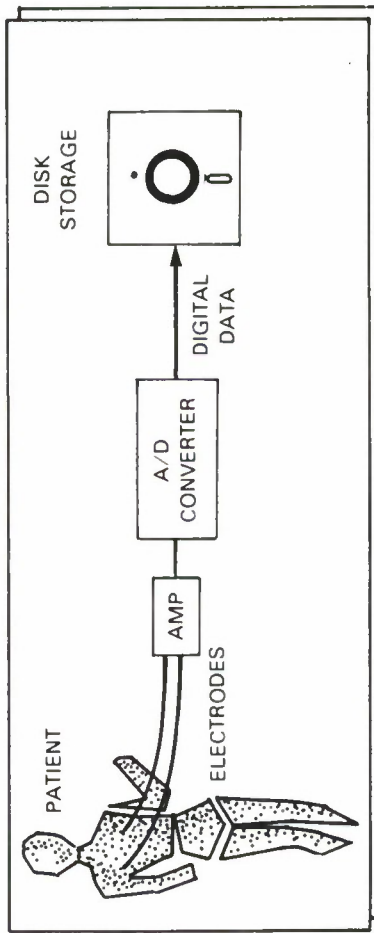 PATIENT
ELECTRODES
AMP
A/D
CONVERTER
DIGITAL
DATA
DISK
STORAGE